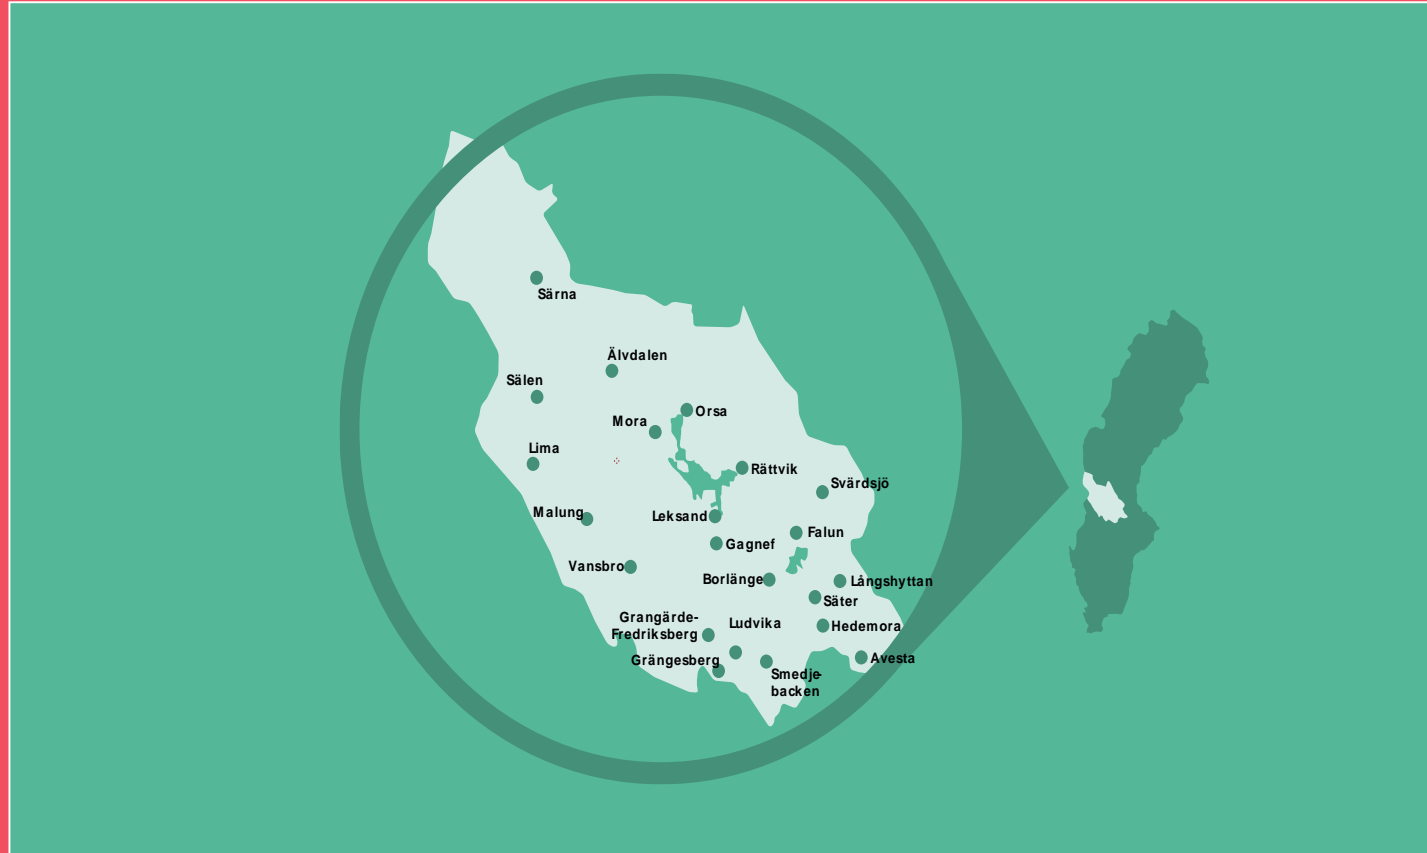 Särna
Älvdalen
Sälen
Orsa
Mora
Lima
Rättvik
Svärdsjö
Malung
Leksand
Falun
Gagnef
Vansbro
Borlänge
Långshyttan
Säter
Grangärde-
Fredriksberg
Ludvika
Hedemora
Grängesberg
Avesta
Smedje-
backen